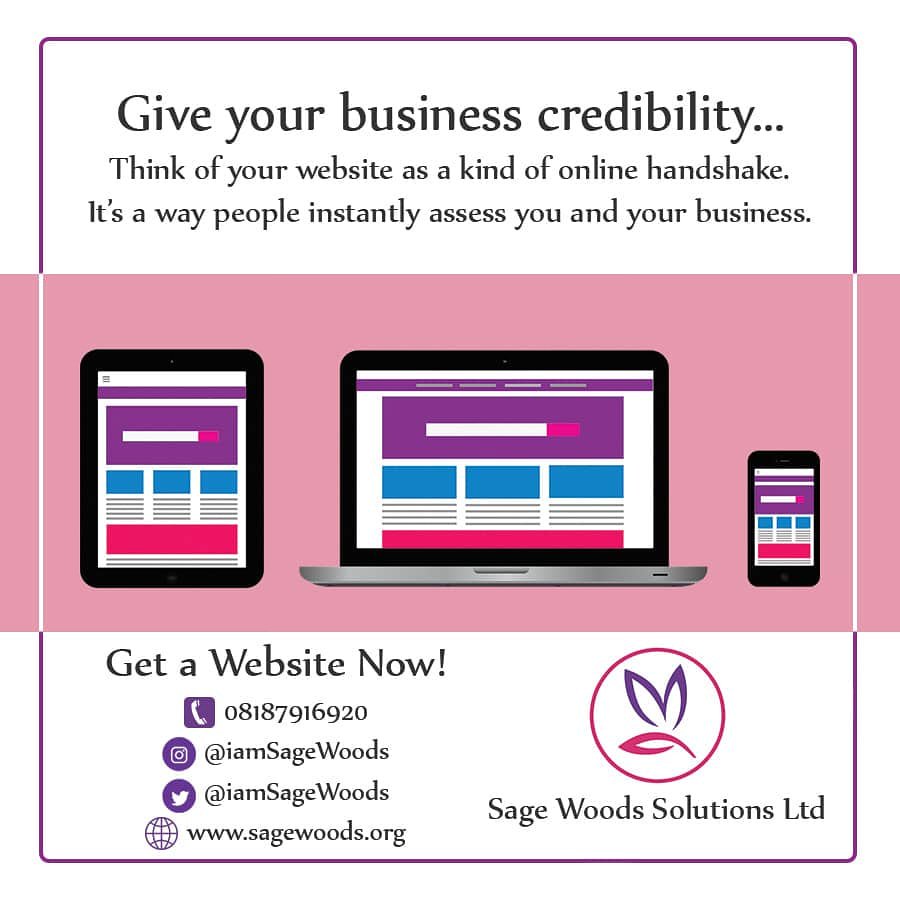 Give your business credibility...
Think of your website as a kind of online handshake.
It's a way people instantly assess you and your business.
Get a Website Now!
08187916920
@iamSageWoods
@iamSageWoods
www.sagewoods.org
Sage Woods Solutions Ltd